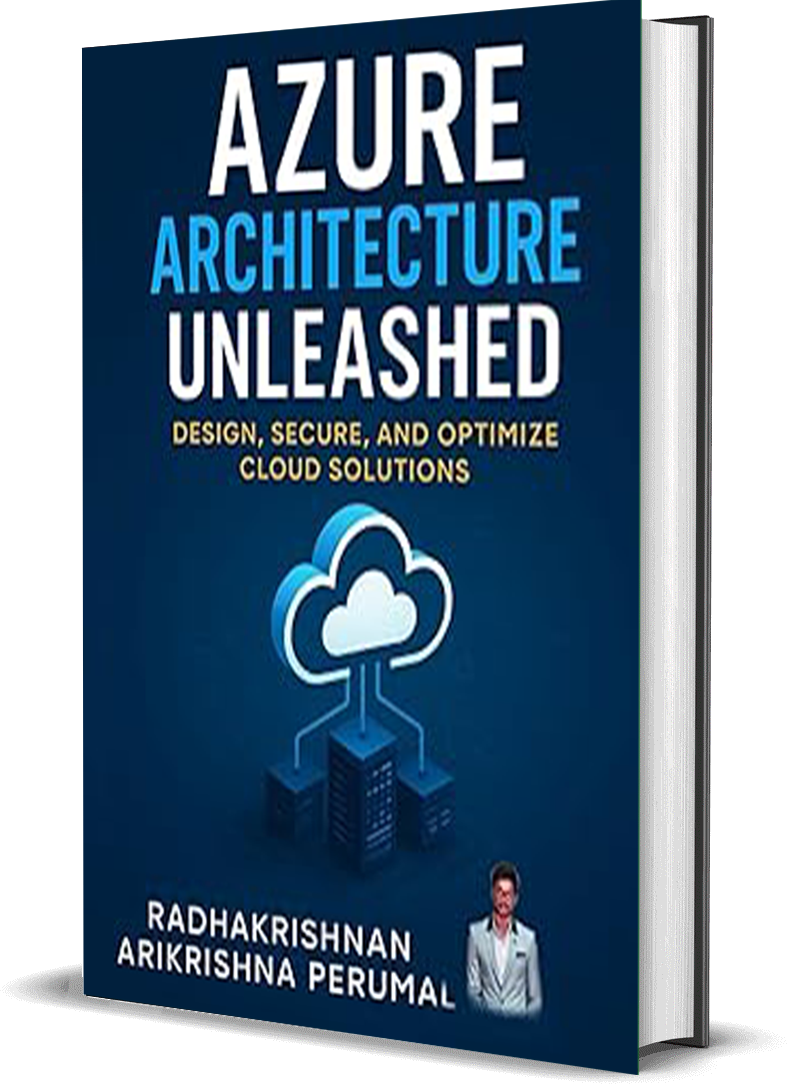 AZURE
ARCHITECTURE
UNLEASHED
DESIGN, SECURE, AND OPTIMIZE
CLOUD SOLUTIONS
RADHAKRISHNAN
ARIKRISHNA PERUMAL